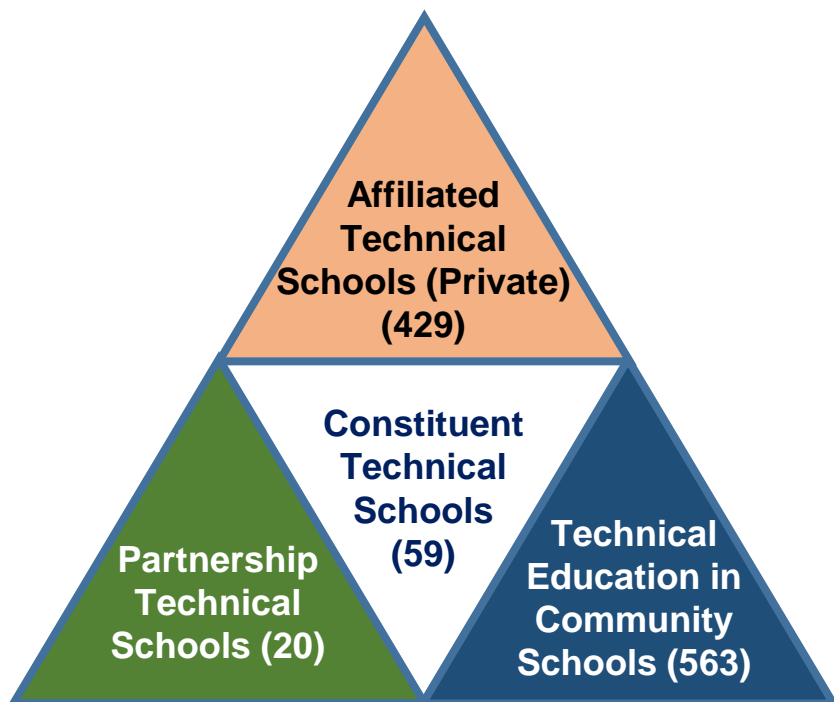 Affiliated
Technical
Schools (Private)
(429)
Constituent
Technical
Schools
(59)
Partnership
Technical
Schools (20)
Technical
Education in
Community
Schools (563)